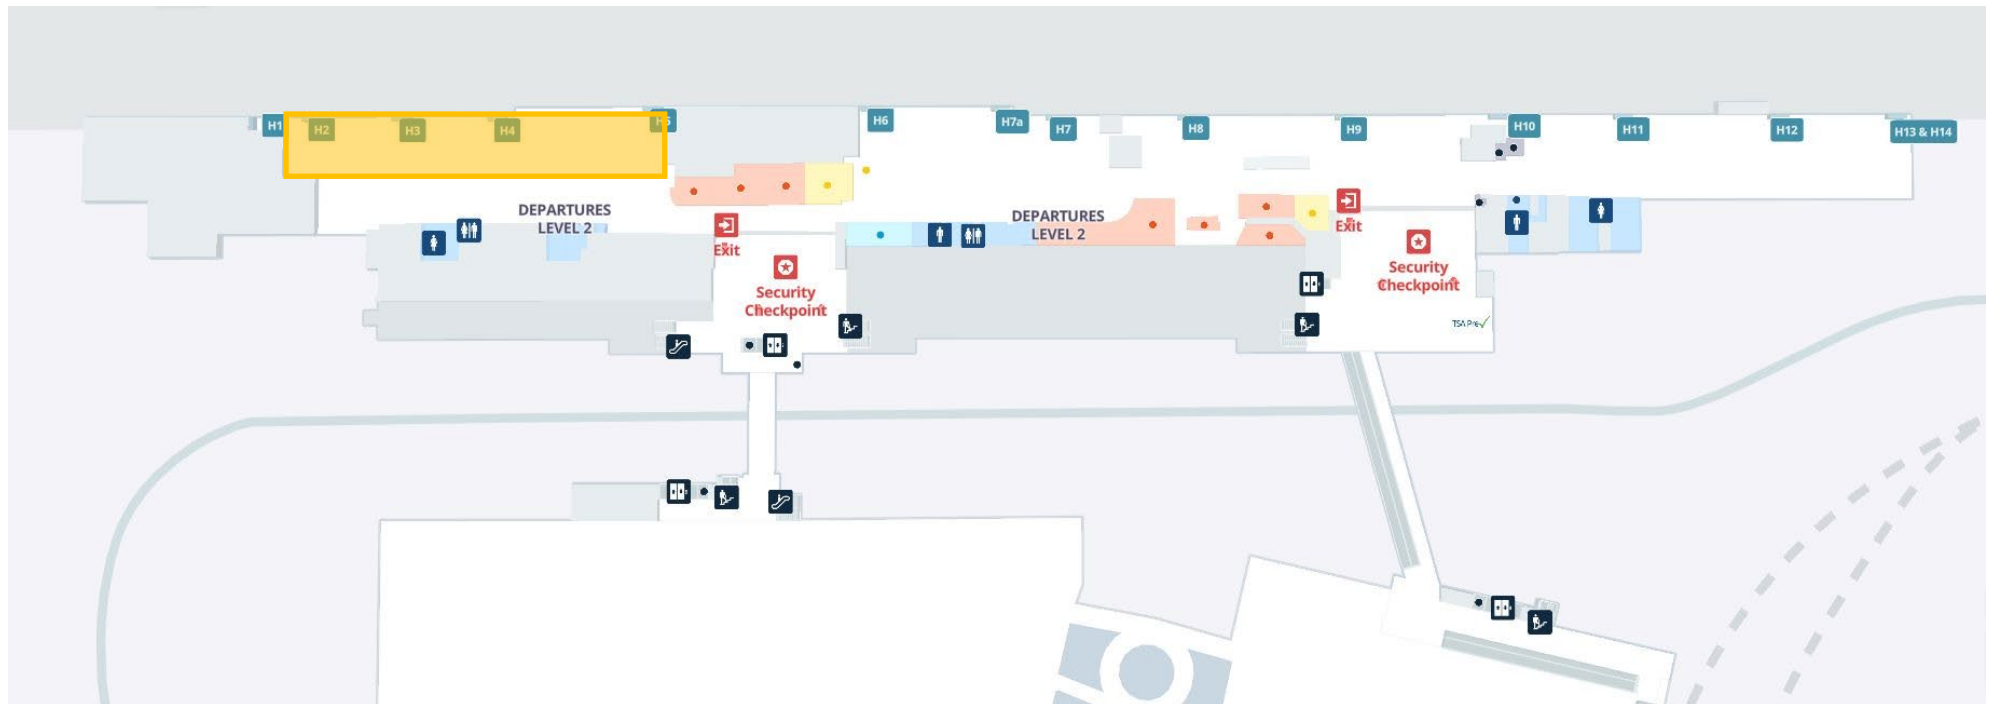 H1
H2
H3
H4
H5
H6
H7a
H7
H8
H9
H10
H11
H12
H13 & H14
DEPARTURES
LEVEL 2
Exit
DEPARTURES
LEVEL 2
Exit
Security
Checkpoint
Security
Checkpoint
TSA Pre✓